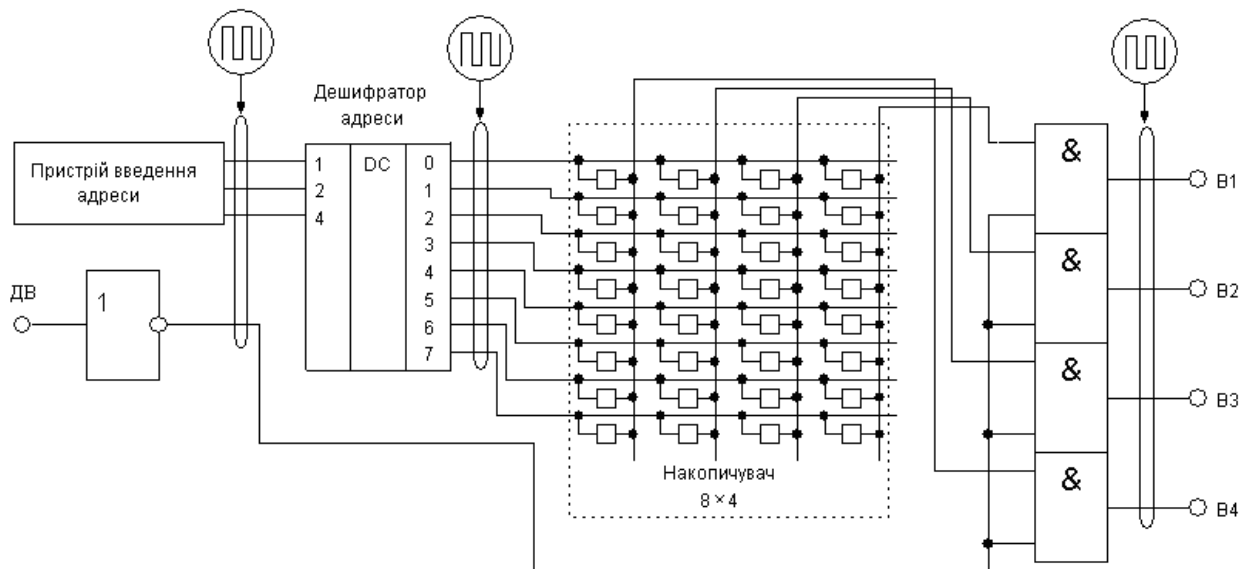 Дешифратор
адреси
Пристрій введення
адреси
1 DC 0
2 1
4 2
3
4
5
6
7
ДВ
1
Накопичувач
8 × 4
&
B1
&
B2
&
B3
&
B4